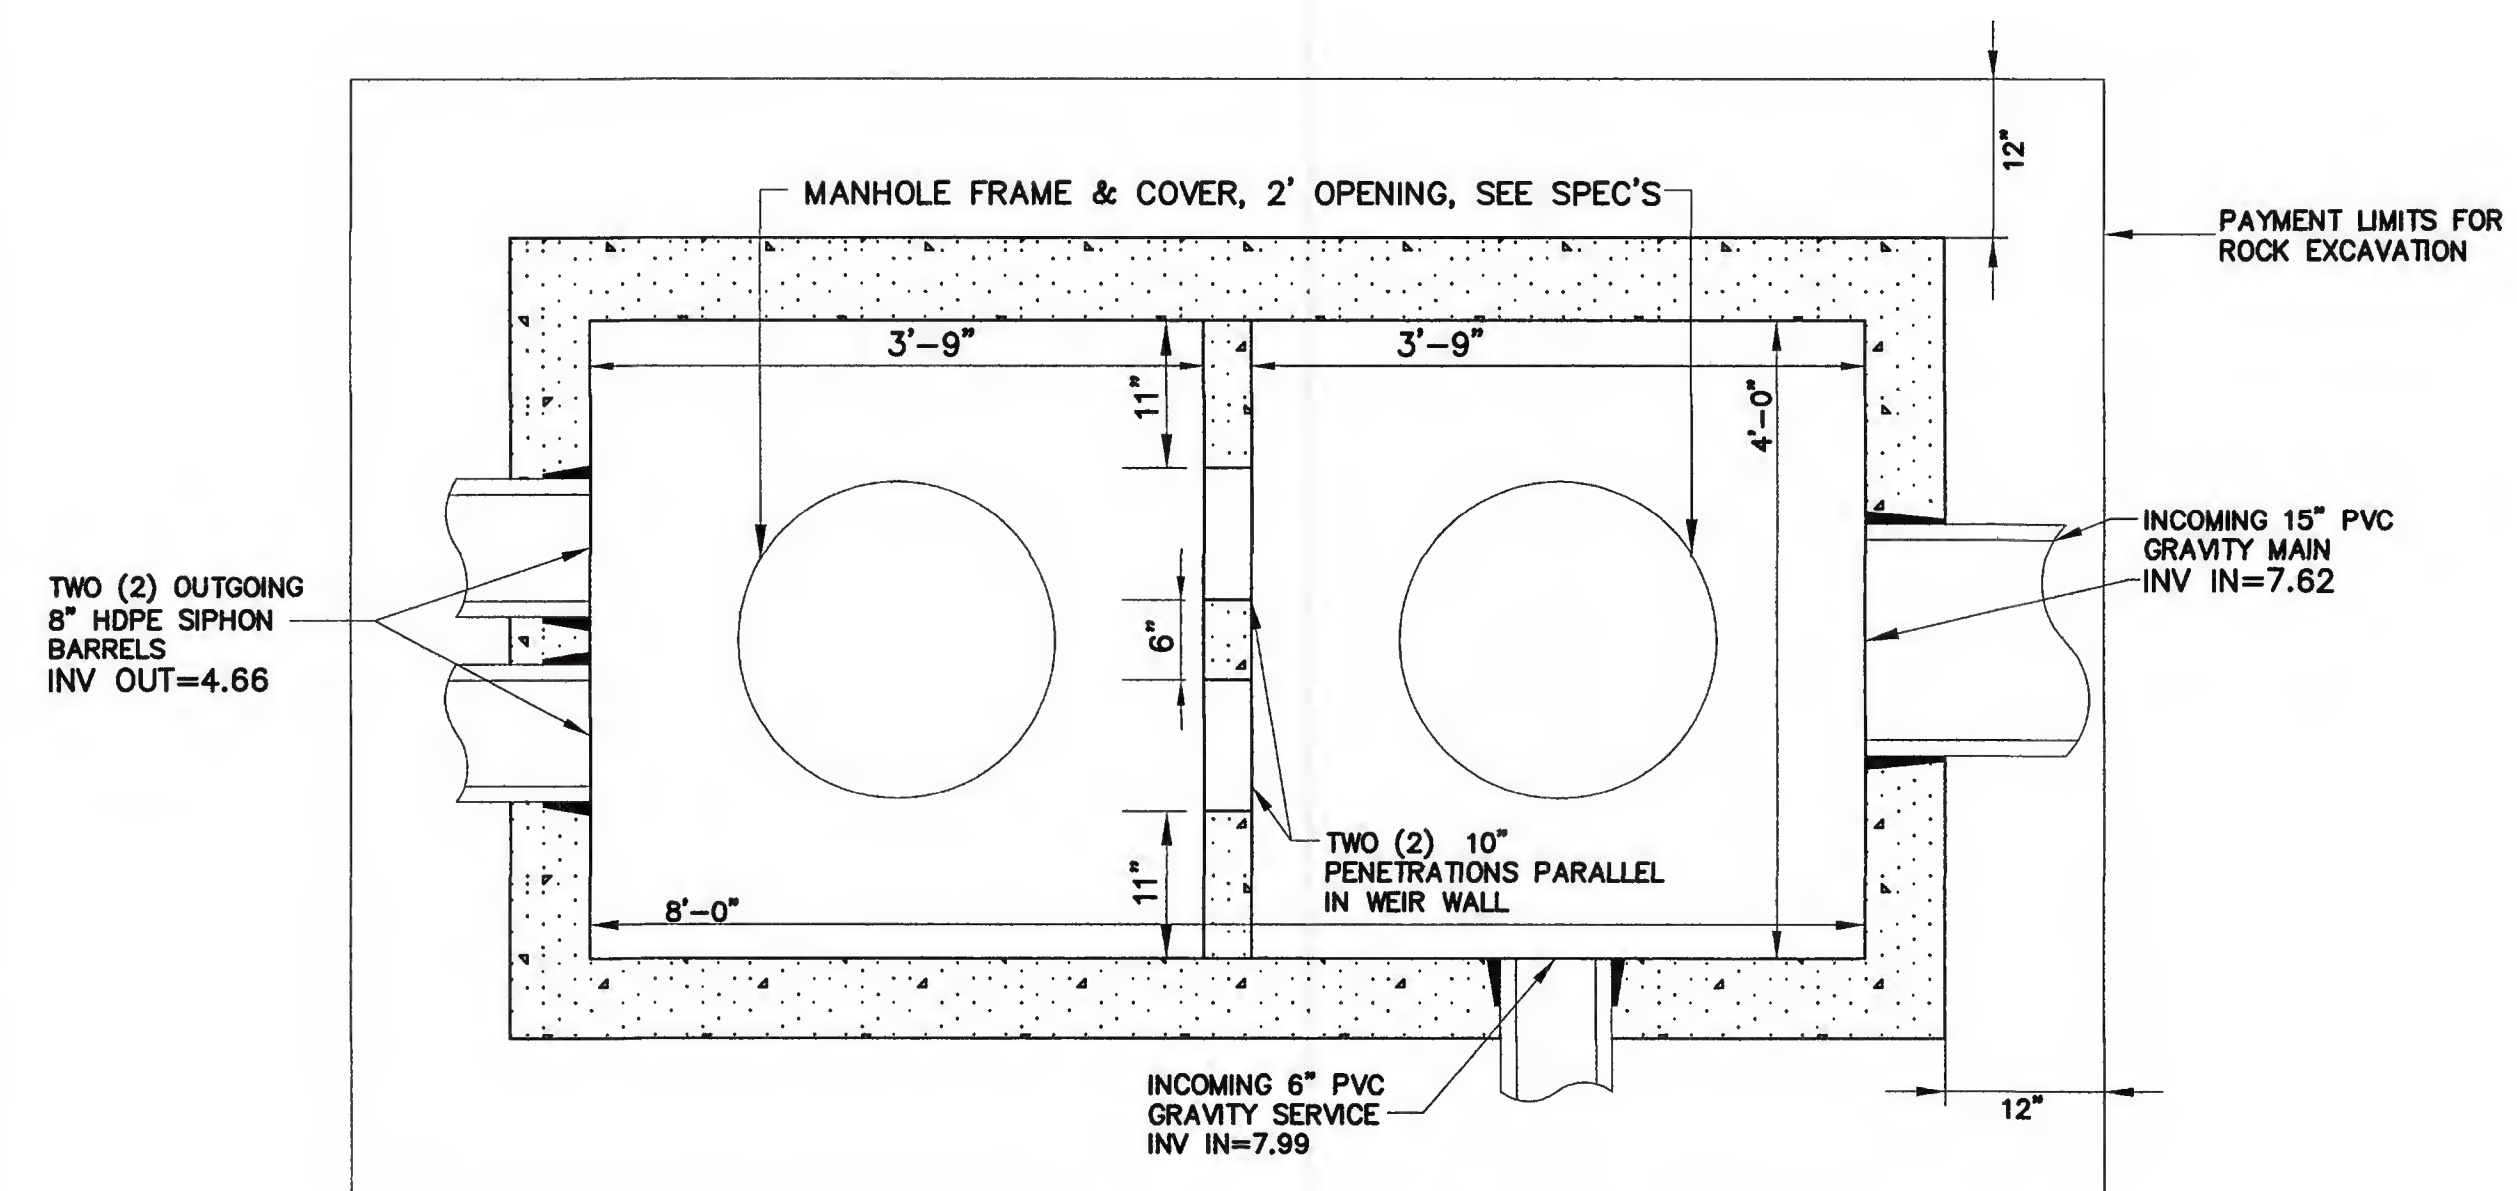 12"
MANHOLE FRAME & COVER, 2' OPENING, SEE SPEC'S
PAYMENT LIMITS FOR
ROCK EXCAVATION
3'-9"
3'-9"
11"
4'-0"
INCOMING 15" PVC
GRAVITY MAIN
INV IN=7.62
TWO (2) OUTGOING
8" HDPE SIPHON
BARRELS
INV OUT=4.66
6"
TWO (2) 10"
PENETRATIONS PARALLEL
IN WEIR WALL
11"
8'-0"
INCOMING 6" PVC
GRAVITY SERVICE
INV IN=7.99
12"